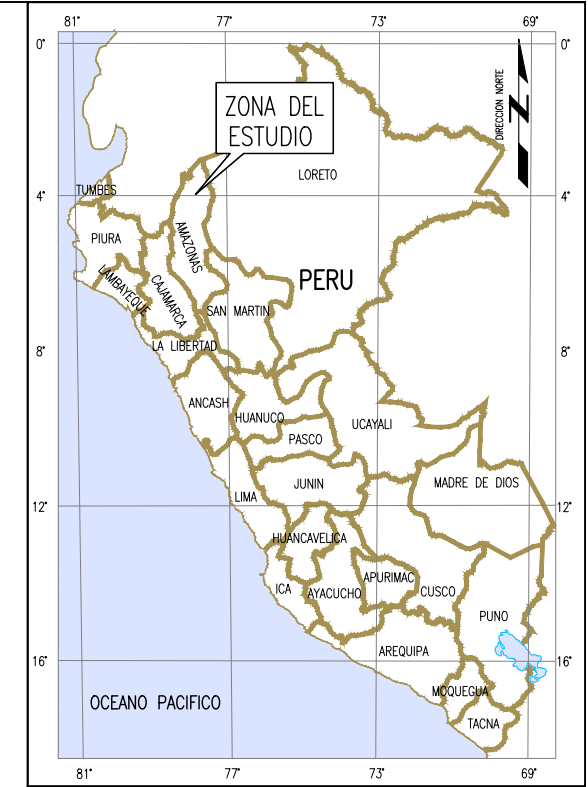 81°
77°
73°
69°
0°
0°
DIRECCION NORTE
N
ZONA DEL
ESTUDIO
LORETO
4°
4°
TUMBES
PIURA
AMAZONAS
LAMBAYEQUE
CAJAMARCA
PERU
SAN MARTIN
LA LIBERTAD
8°
8°
ANCASH
HUANUCO
UCAYALI
PASCO
JUNIN
MADRE DE DIOS
LIMA
12°
12°
HUANCAVELICA
ICA
AYACUCHO
APURIMAC
CUSCO
PUNO
AREQUIPA
16°
16°
MOQUEGUA
OCEANO PACIFICO
TACNA
81°
77°
73°
69°